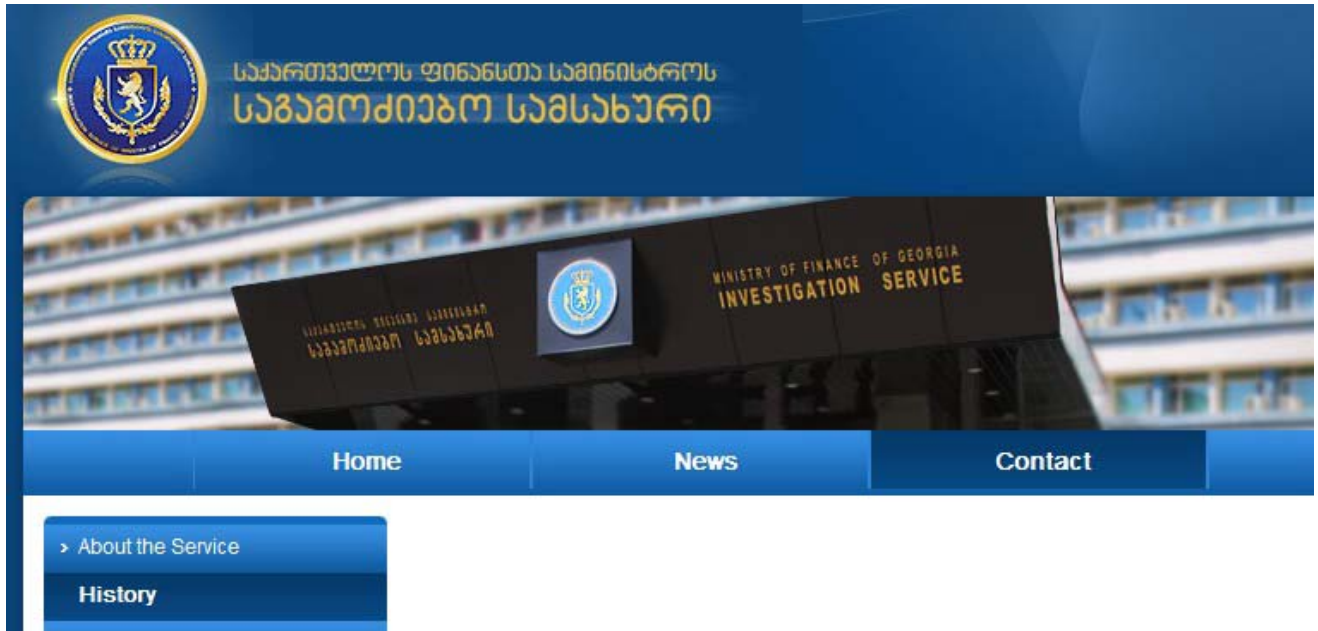 საქართველოს ფინანსთა სამინისტროს
საგამოძიებო სამსახური
საგამოძიებო სამსახური
MINISTRY OF FINANCE OF GEORGIA
INVESTIGATION SERVICE
Home
News
Contact
› About the Service
History